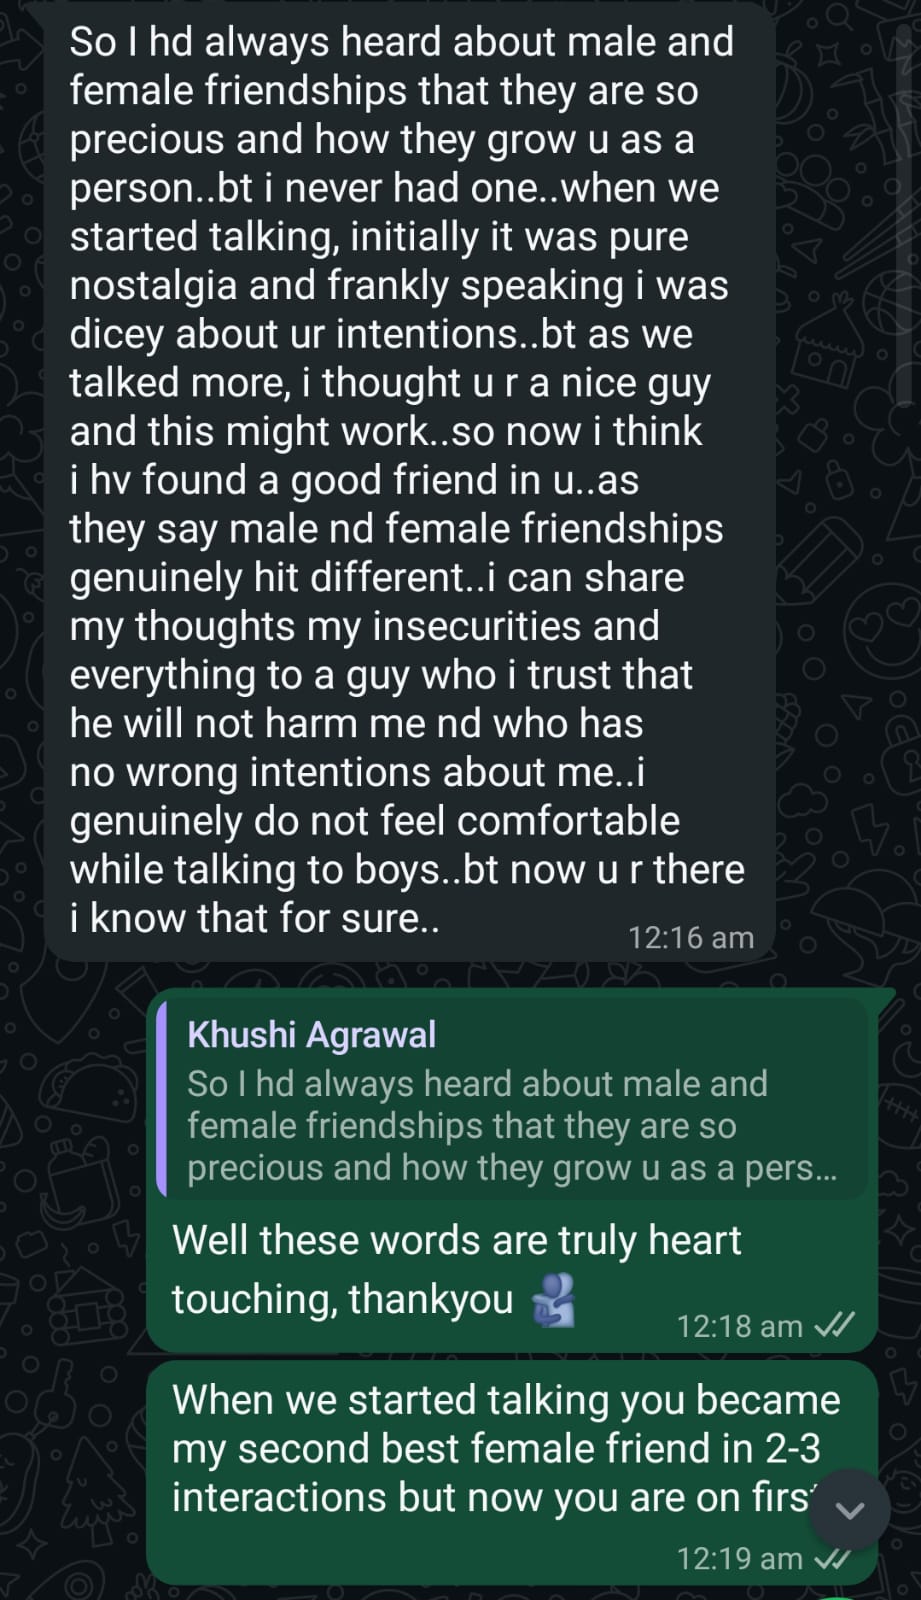 So I hd always heard about male and
female friendships that they are so
precious and how they grow u as a
person..bt i never had one..when we
started talking, initially it was pure
nostalgia and frankly speaking i was
dicey about ur intentions..bt as we
talked more, i thought u r a nice guy
and this might work..so now i think
i hv found a good friend in u..as
they say male nd female friendships
genuinely hit different..i can share
my thoughts my insecurities and
everything to a guy who i trust that
he will not harm me nd who has
no wrong intentions about me..i
genuinely do not feel comfortable
while talking to boys..bt now u r there
i know that for sure..
12:16 am
Khushi Agrawal
So I hd always heard about male and
female friendships that they are so
precious and how they grow u as a pers...
Well these words are truly heart
touching, thankyou 🫂
12:18 am
When we started talking you became
my second best female friend in 2-3
interactions but now you are on
12:19 am